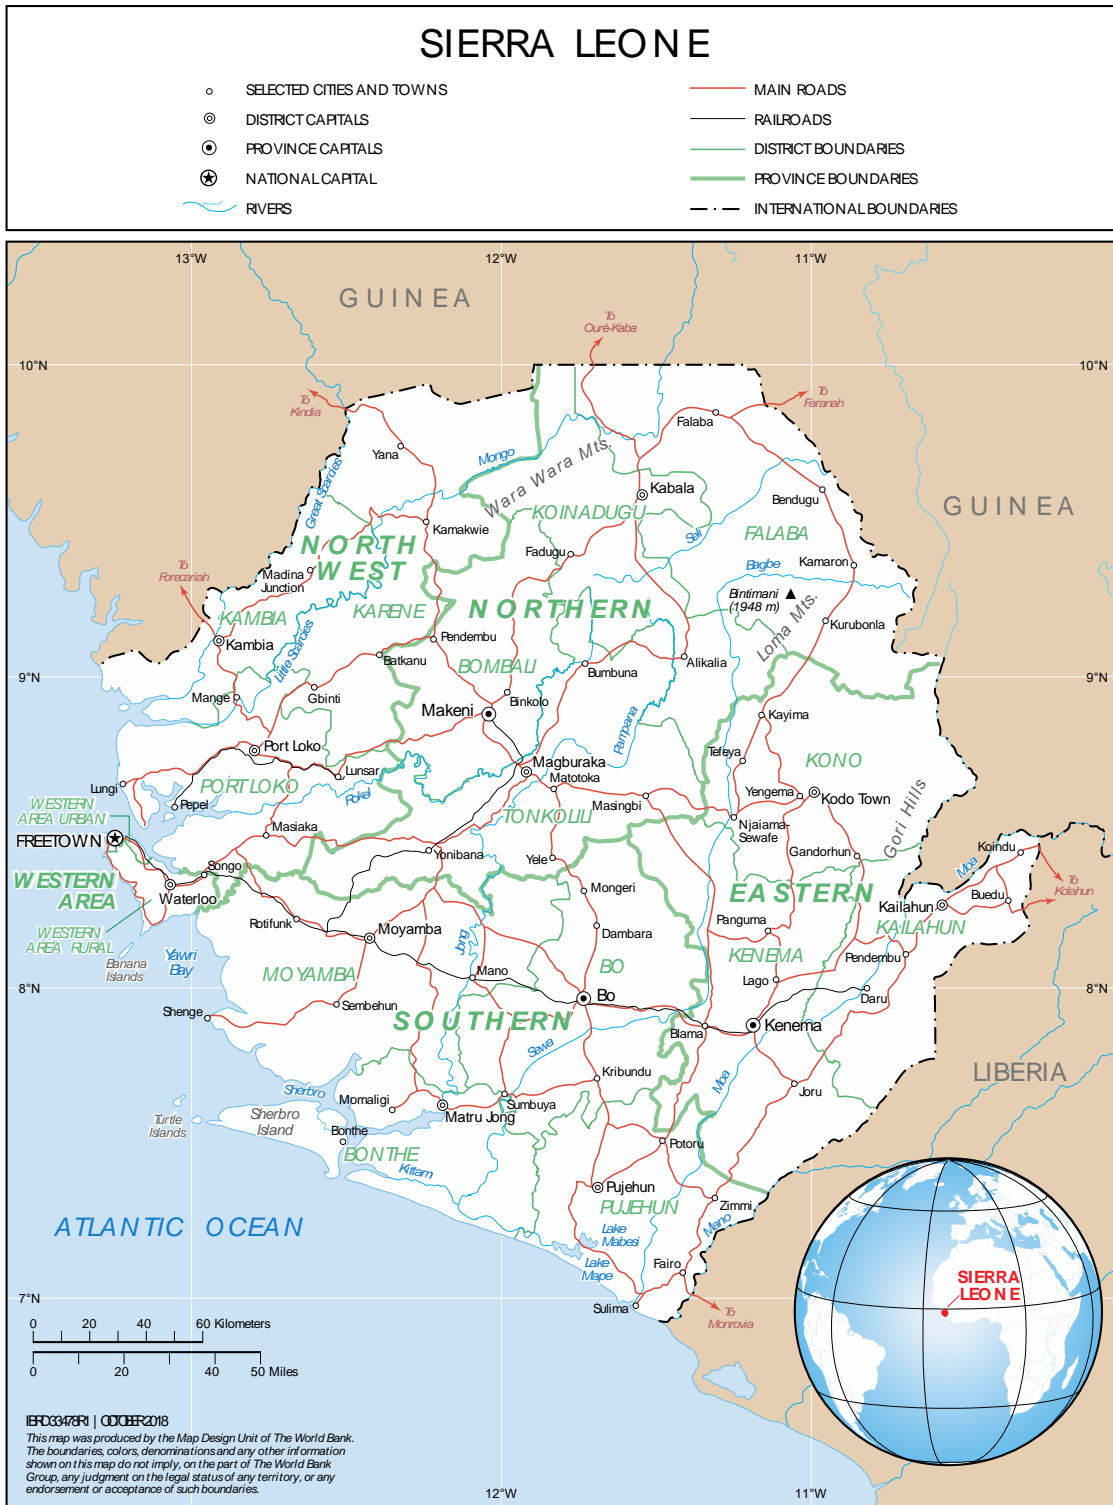 SIERRA LEONE
SELECTED CITIES AND TOWNS
DISTRICT CAPITALS
PROVINCE CAPITALS
NATIONAL CAPITAL
RIVERS
MAIN ROADS
RAILROADS
DISTRICT BOUNDARIES
PROVINCE BOUNDARIES
INTERNATIONAL BOUNDARIES
13°W
12°W
11°W
GUINEA
To
Ouré-Kaba
10°N
10°N
To
Kindia
To
Faranah
Falaba
Yana
Mongo
Wara Wara Mts.
Great Scarcies
Kabala
Bendugu
GUINEA
KOINADUGU
Kamakwie
Seli
FALABA
NORTH
WEST
Fadugu
To
Forecariah
Madina
Junction
Bagbe
Kamaron
Bintimani
(1948 m)
KAMBIA
KARENE
NORTHERN
Loma Mts.
Kurubonla
Kambia
Little Scarcies
Pendembu
Batkanu
BOMBALI
Bumbuna
Alikalia
9°N
9°N
Mange
Gbinti
Binkolo
Makeni
Pampana
Kayima
Port Loko
Tefeya
KONO
Lungi
PORT LOKO
Lunsar
Magburaka
Matotoka
Rokel
Pepel
Masingbi
Yengema
Kodo Town
WESTERN
AREA URBAN
TONKOLILI
Gori Hills
FREETOWN
Masiaka
Njaiama-
Sewafe
Yonibana
Yele
Gandorhun
Koindu
Moa
WESTERN
AREA
Songo
Waterloo
Mongeri
EASTERN
Kailahun
Buedu
To
Kolahun
Rotifunk
Moyamba
Dambara
Panguma
KAILAHUN
WESTERN
AREA RURAL
Jong
Banana
Islands
Yawri
Bay
MOYAMBA
Mano
BO
KENEMA
Pendembu
Lago
8°N
8°N
Shenge
Sembehun
Bo
Daru
SOUTHERN
Blama
Kenema
Sewa
Kribundu
Moa
LIBERIA
Sherbro
Momaligi
Sumbuya
Joru
Turtle
Islands
Sherbro
Island
Matru Jong
Bonthe
BONTHE
Potoru
Kittam
Pujehun
PUJEHUN
Zimmi
ATLANTIC OCEAN
Lake
Mabesi
Mano
Lake
Mape
Fairo
SIERRA
LEONE
7°N
Sulima
To
Monrovia
0 20 40 60 Kilometers
0 20 40 50 Miles
IBRD 33478R1 | OCTOBER 2018
This map was produced by the Map Design Unit of The World Bank.
The boundaries, colors, denominations and any other information
shown on this map do not imply, on the part of The World Bank
Group, any judgment on the legal status of any territory, or any
endorsement or acceptance of such boundaries.
12°W
11°W